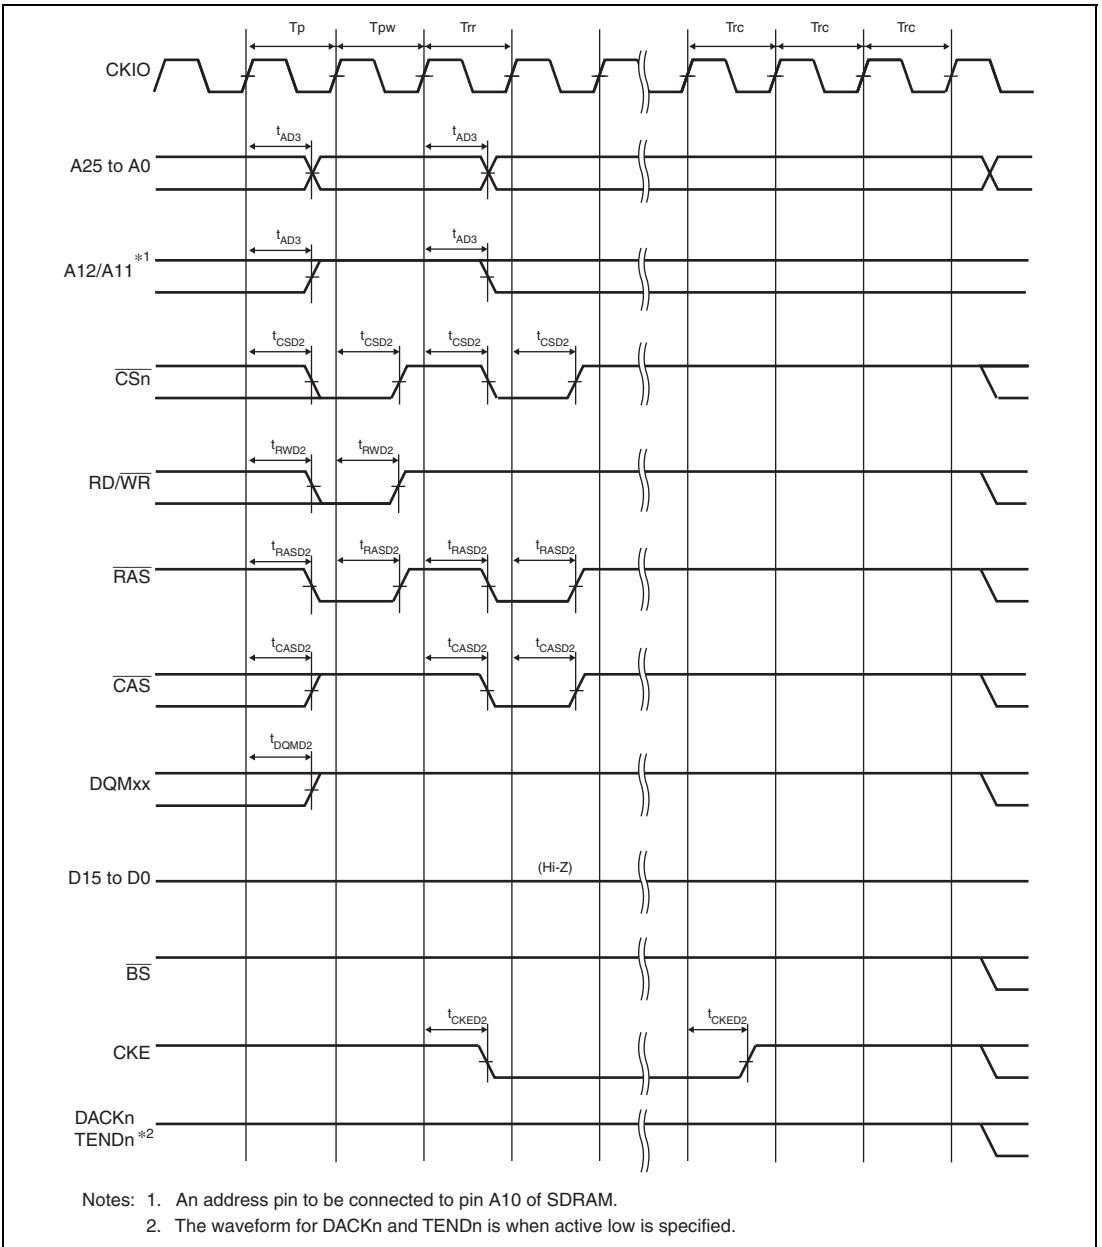 Tp Tpw Trr Trc Trc Trc
CKIO
tAD3 tAD3
A25 to A0
tAD3 tAD3
A12/A11 *1
tCSD2 tCSD2 tCSD2 tCSD2
CSn
tRWD2 tRWD2
RD/WR
tRASD2 tRASD2 tRASD2 tRASD2
RAS
tCASD2 tCASD2 tCASD2
CAS
tDQMD2
DQMxx
(Hi-Z)
D15 to D0
BS
tCKED2 tCKED2
CKE
DACKn
TENDn *2
Notes: 1. An address pin to be connected to pin A10 of SDRAM.
2. The waveform for DACKn and TENDn is when active low is specified.